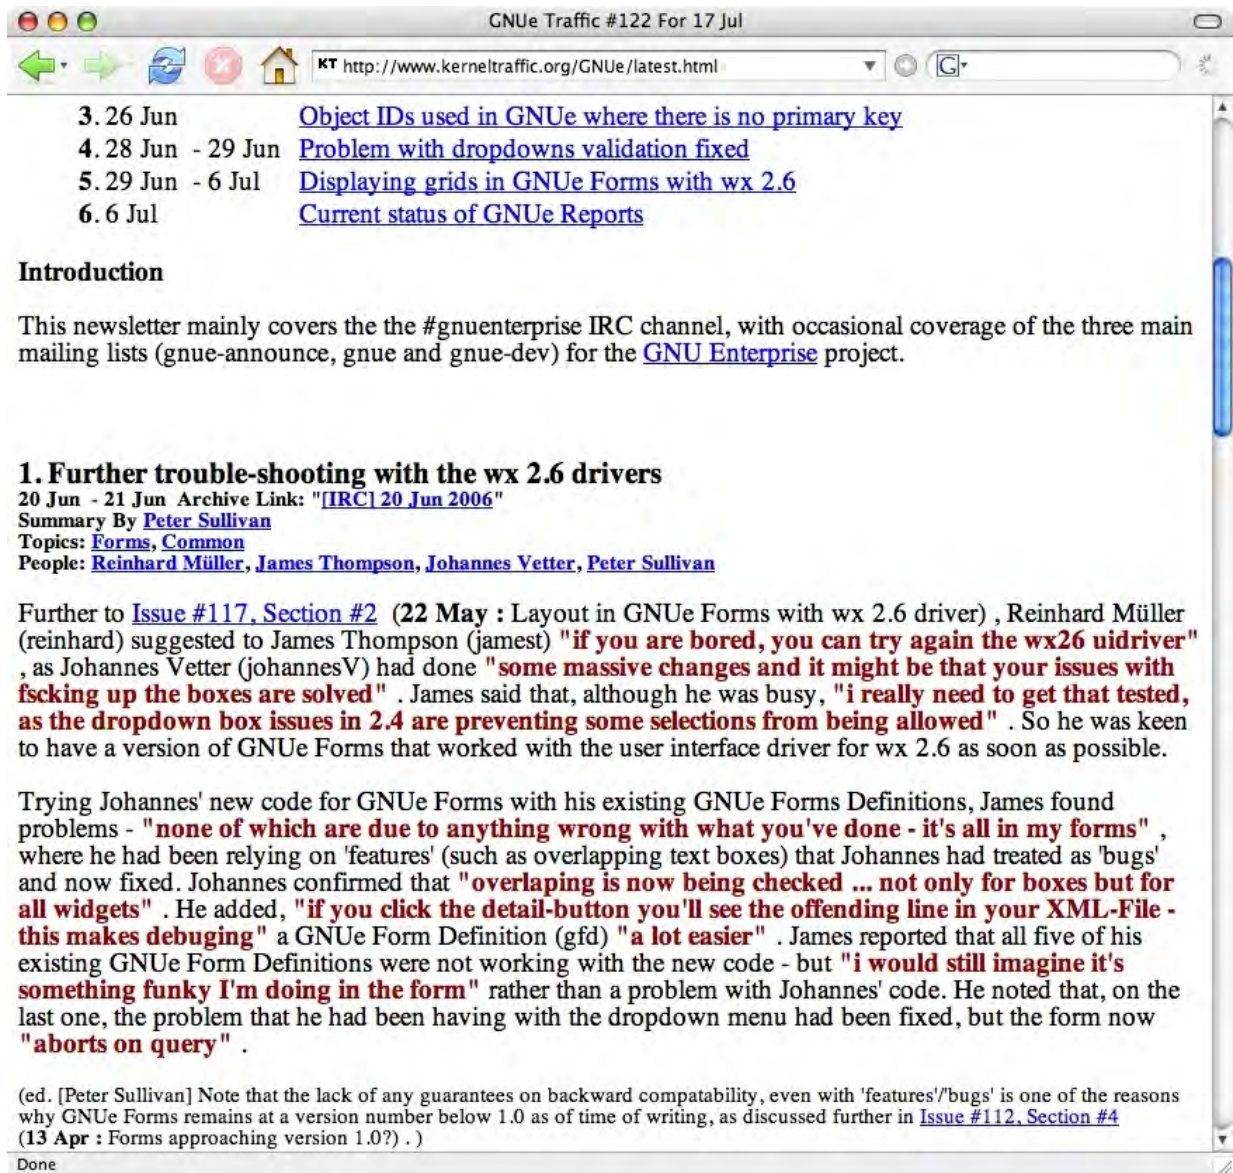 GNUe Traffic #122 For 17 Jul
KT http://www.kerneltraffic.org/GNUe/latest.html
G
3. 26 Jun Object IDs used in GNUe where there is no primary key
4. 28 Jun - 29 Jun Problem with dropdowns validation fixed
5. 29 Jun - 6 Jul Displaying grids in GNUe Forms with wx 2.6
6. 6 Jul Current status of GNUe Reports
Introduction
This newsletter mainly covers the the #gnuenterprise IRC channel, with occasional coverage of the three main
mailing lists (gnue-announce, gnue and gnue-dev) for the GNU Enterprise project.
1. Further trouble-shooting with the wx 2.6 drivers
20 Jun - 21 Jun Archive Link: "[IRC] 20 Jun 2006"
Summary By Peter Sullivan
Topics: Forms, Common
People: Reinhard Müller, James Thompson, Johannes Vetter, Peter Sullivan
Further to Issue #117, Section #2 (22 May : Layout in GNUe Forms with wx 2.6 driver) , Reinhard Müller
(reinhard) suggested to James Thompson (jamest) "if you are bored, you can try again the wx26 uidriver"
, as Johannes Vetter (johannesV) had done "some massive changes and it might be that your issues with
fscking up the boxes are solved" . James said that, although he was busy, "i really need to get that tested,
as the dropdown box issues in 2.4 are preventing some selections from being allowed" . So he was keen
to have a version of GNUe Forms that worked with the user interface driver for wx 2.6 as soon as possible.
Trying Johannes' new code for GNUe Forms with his existing GNUe Forms Definitions, James found
problems - "none of which are due to anything wrong with what you've done - it's all in my forms" ,
where he had been relying on 'features' (such as overlapping text boxes) that Johannes had treated as 'bugs'
and now fixed. Johannes confirmed that "overlaping is now being checked ... not only for boxes but for
all widgets" . He added, "if you click the detail-button you'll see the offending line in your XML-File -
this makes debuging" a GNUe Form Definition (gfd) "a lot easier" . James reported that all five of his
existing GNUe Form Definitions were not working with the new code - but "i would still imagine it's
something funky I'm doing in the form" rather than a problem with Johannes' code. He noted that, on the
last one, the problem that he had been having with the dropdown menu had been fixed, but the form now
"aborts on query" .
(ed. [Peter Sullivan] Note that the lack of any guarantees on backward compatability, even with 'features'/'bugs' is one of the reasons
why GNUe Forms remains at a version number below 1.0 as of time of writing, as discussed further in Issue #112, Section #4
(13 Apr : Forms approaching version 1.0?) . )
Done